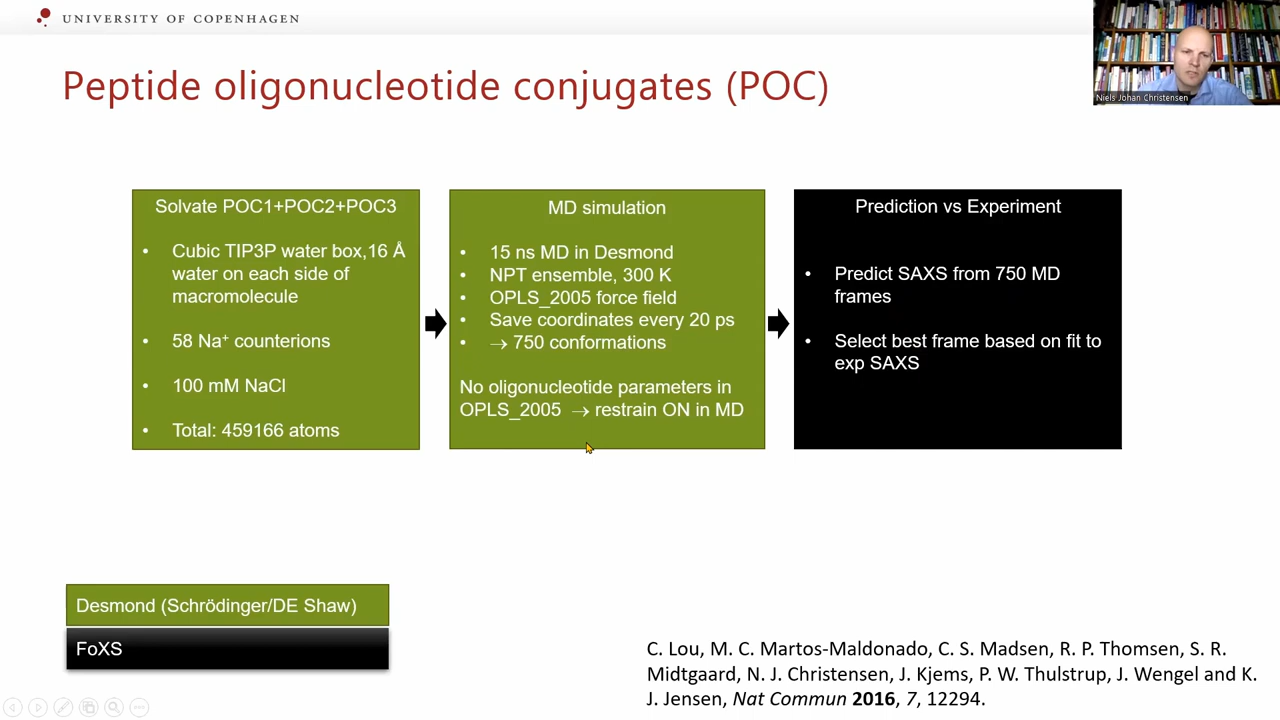 UNIVERSITY OF COPENHAGEN
Peptide oligonucleotide conjugates (POC)
Niels Johan Christensen
Solvate POC1+POC2+POC3
• Cubic TIP3P water box,16 Å
water on each side of
macromolecule
• 58 Na⁺ counterions
• 100 mM NaCl
• Total: 459166 atoms
MD simulation
• 15 ns MD in Desmond
• NPT ensemble, 300 K
• OPLS_2005 force field
• Save coordinates every 20 ps
• → 750 conformations
No oligonucleotide parameters in
OPLS_2005 → restrain ON in MD
Prediction vs Experiment
• Predict SAXS from 750 MD
frames
• Select best frame based on fit to
exp SAXS
Desmond (Schrödinger/DE Shaw)
FoXS
C. Lou, M. C. Martos-Maldonado, C. S. Madsen, R. P. Thomsen, S. R.
Midtgaard, N. J. Christensen, J. Kjems, P. W. Thulstrup, J. Wengel and K.
J. Jensen, Nat Commun 2016, 7, 12294.